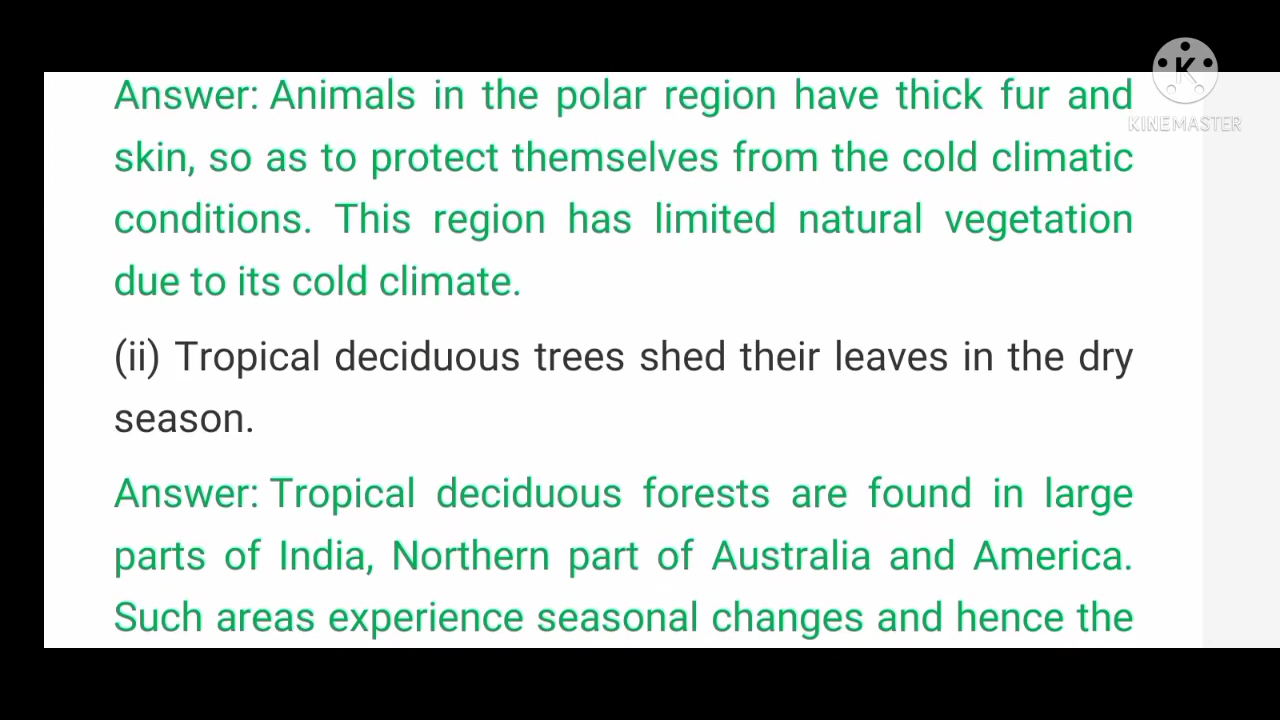 Answer: Animals in the polar region have thick fur and
skin, so as to protect themselves from the cold climatic
conditions. This region has limited natural vegetation
due to its cold climate.
(ii) Tropical deciduous trees shed their leaves in the dry
season.
Answer: Tropical deciduous forests are found in large
parts of India, Northern part of Australia and America.
Such areas experience seasonal changes and hence the
K
KINEMASTER